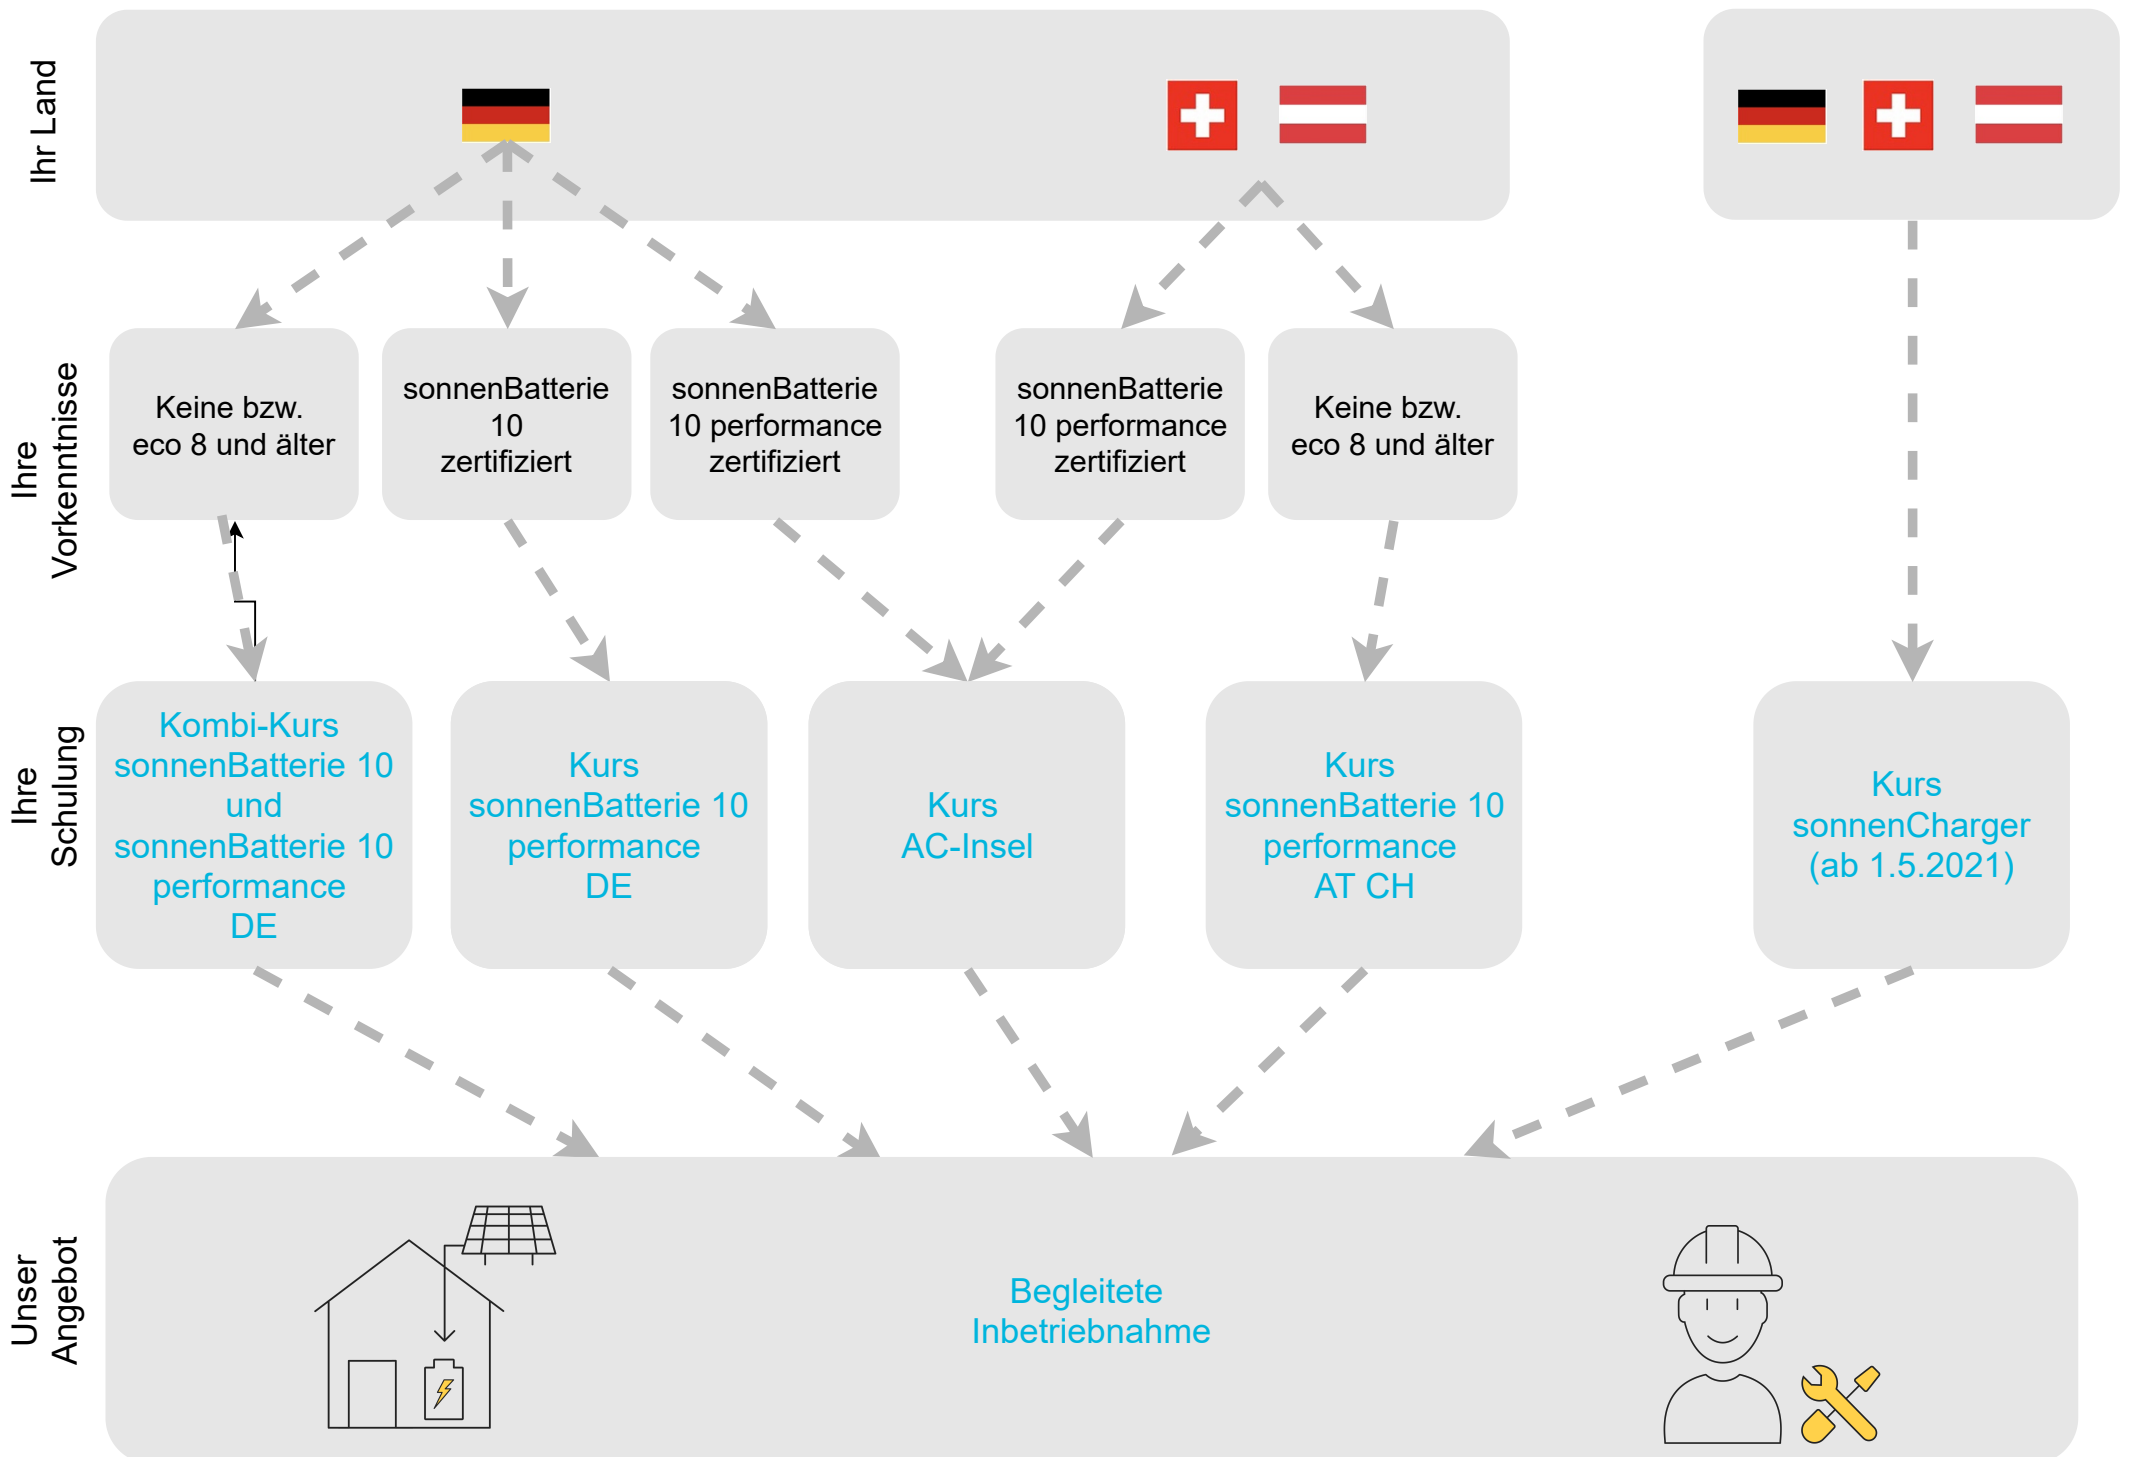 Ihr Land
Ihre
Vorkenntnisse
Keine bzw.
eco 8 und älter
sonnenBatterie
10
zertifiziert
sonnenBatterie
10 performance
zertifiziert
sonnenBatterie
10 performance
zertifiziert
Keine bzw.
eco 8 und älter
Ihre
Schulung
Kombi-Kurs
sonnenBatterie 10
und
sonnenBatterie 10
performance
DE
Kurs
sonnenBatterie 10
performance
DE
Kurs
AC-Insel
Kurs
sonnenBatterie 10
performance
AT CH
Kurs
sonnenCharger
(ab 1.5.2021)
Unser
Angebot
Begleitete
Inbetriebnahme